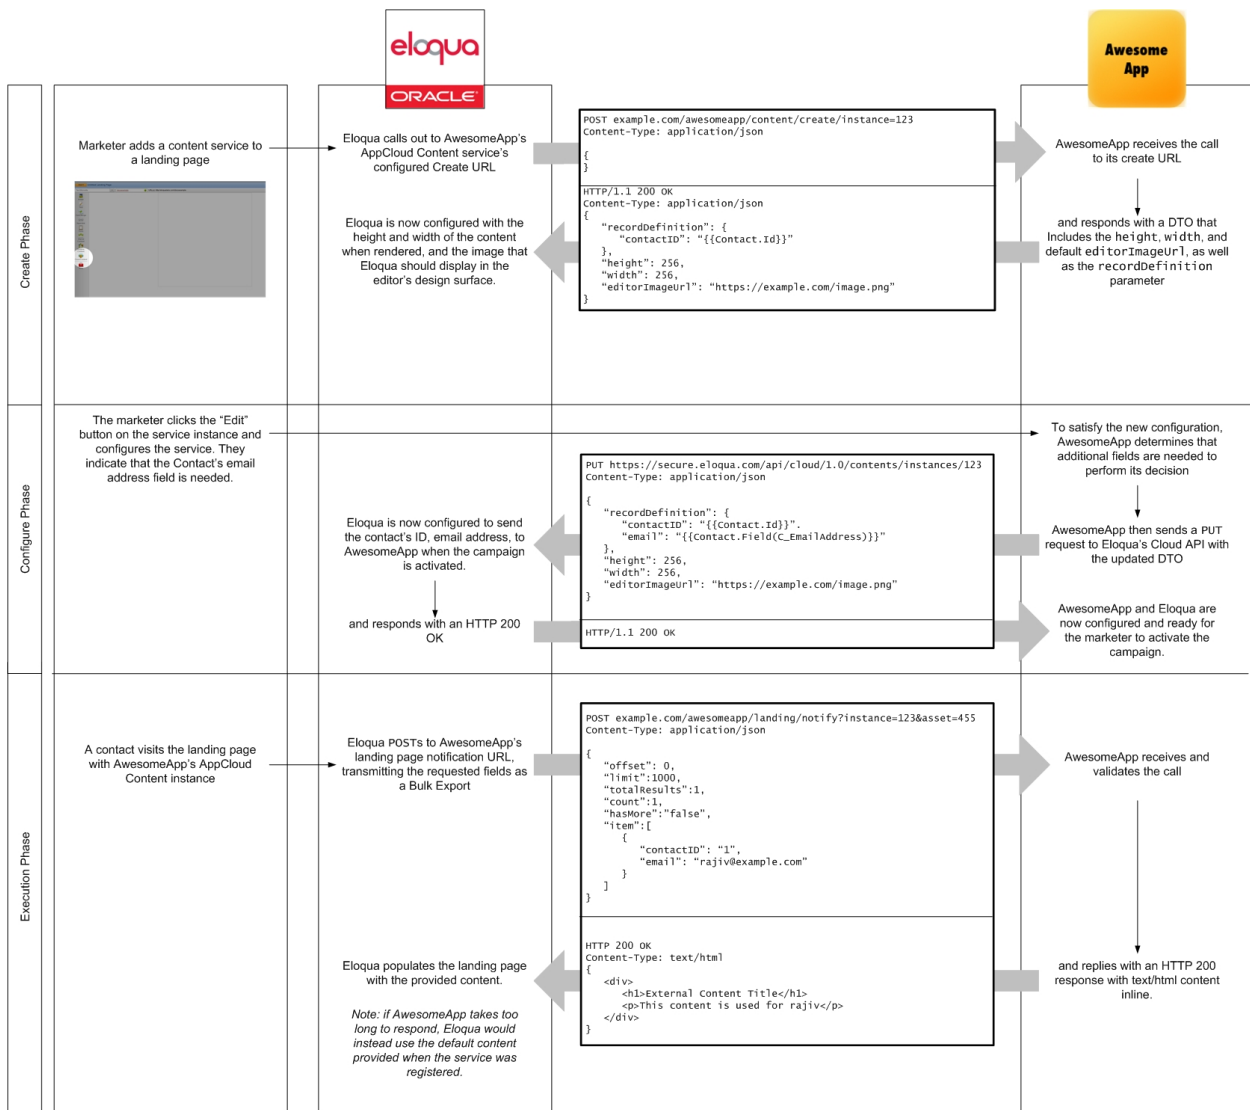 eloqua
ORACLE
Awesome
App
Create Phase
Marketer adds a content service to
a landing page
Eloqua calls out to AwesomeApp's
AppCloud Content service's
configured Create URL
POST example.com/awesomeapp/content/create/instance=123
Content-Type: application/json
{
}
AwesomeApp receives the call
to its create URL
HTTP/1.1 200 OK
Content-Type: application/json
{
"recordDefinition": {
"contactID": "{{Contact.Id}}"
},
"height": 256,
"width": 256,
"editorImageUrl": "https://example.com/image.png"
}
and responds with a DTO that
Includes the height, width, and
default editorImageUrl, as well
as the recordDefinition
parameter
Eloqua is now configured with the
height and width of the content
when rendered, and the image that
Eloqua should display in the
editor's design surface.
Configure Phase
The marketer clicks the "Edit"
button on the service instance and
configures the service. They
indicate that the Contact's email
address field is needed.
To satisfy the new configuration,
AwesomeApp determines that
additional fields are needed to
perform its decision
AwesomeApp then sends a PUT
request to Eloqua's Cloud API with
the updated DTO
PUT https://secure.eloqua.com/api/cloud/1.0/contents/instances/123
Content-Type: application/json
{
"recordDefinition": {
"contactID": "{{Contact.Id}}".
"email": "{{Contact.Field(C_EmailAddress)}}"
},
"height": 256,
"width": 256,
"editorImageUrl": "https://example.com/image.png"
}
Eloqua is now configured to send
the contact's ID, email address, to
AwesomeApp when the campaign
is activated.
and responds with an HTTP 200
OK
HTTP/1.1 200 OK
AwesomeApp and Eloqua are
now configured and ready for
the marketer to activate the
campaign.
Execution Phase
A contact visits the landing page
with AwesomeApp's AppCloud
Content instance
Eloqua POSTs to AwesomeApp's
landing page notification URL,
transmitting the requested fields as
a Bulk Export
POST example.com/awesomeapp/landing/notify?instance=123&asset=455
Content-Type: application/json
{
"offset": 0,
"limit":1000,
"totalResults":1,
"count":1,
"hasMore":"false",
"item":[
{
"contactID": "1",
"email": "rajiv@example.com"
}
]
}
AwesomeApp receives and
validates the call
and replies with an HTTP 200
response with text/html content
inline.
HTTP 200 OK
Content-Type: text/html
{
<div>
<h1>External Content Title</h1>
<p>This content is used for rajiv</p>
</div>
}
Eloqua populates the landing page
with the provided content.
Note: if AwesomeApp takes too
long to respond, Eloqua would
instead use the default content
provided when the service was
registered.